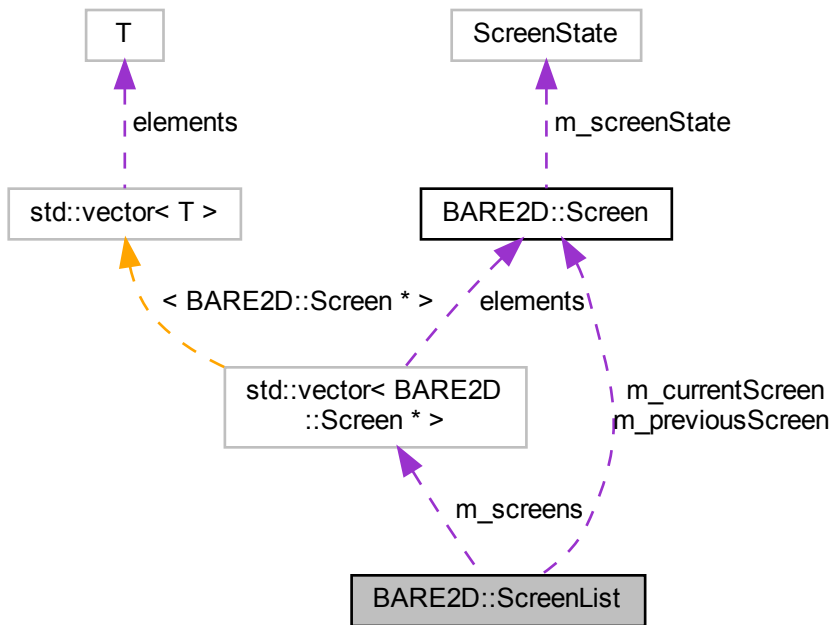 T
ScreenState
elements
m_screenState
std::vector< T >
BARE2D::Screen
< BARE2D::Screen * >
elements
std::vector< BARE2D
::Screen * >
m_currentScreen
m_previousScreen
m_screens
BARE2D::ScreenList